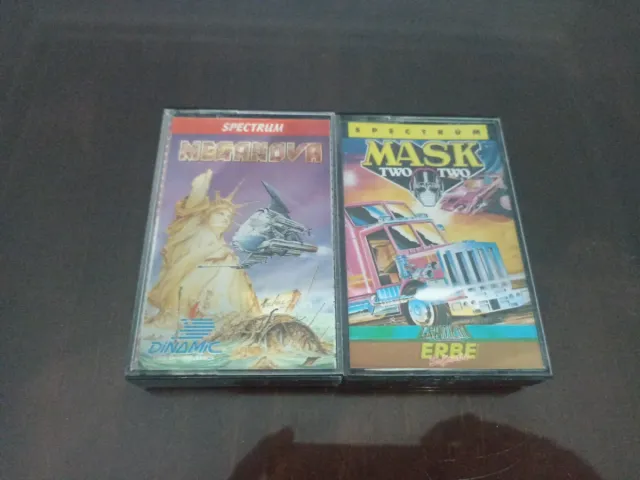 SPECTRUM
MEGANOVA
DiNAMiC
SPECTRUM
MASK
TWO TWO
ERBE